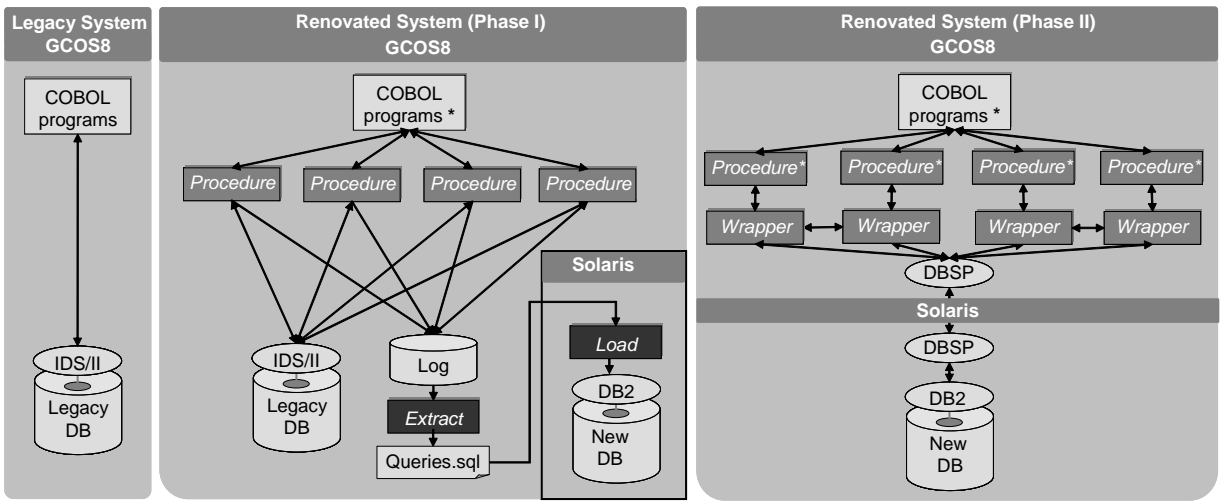 Legacy System
GCOS8
COBOL
programs
IDS/II
Legacy
DB
Renovated System (Phase I)
GCOS8
COBOL
programs *
Procedure
Procedure
Procedure
Procedure
IDS/II
Legacy
DB
Log
Extract
Queries.sql
Solaris
Load
DB2
New
DB
Renovated System (Phase II)
GCOS8
COBOL
programs *
Procedure*
Procedure*
Procedure*
Procedure*
Wrapper
Wrapper
Wrapper
Wrapper
DBSP
Solaris
DBSP
DB2
New
DB